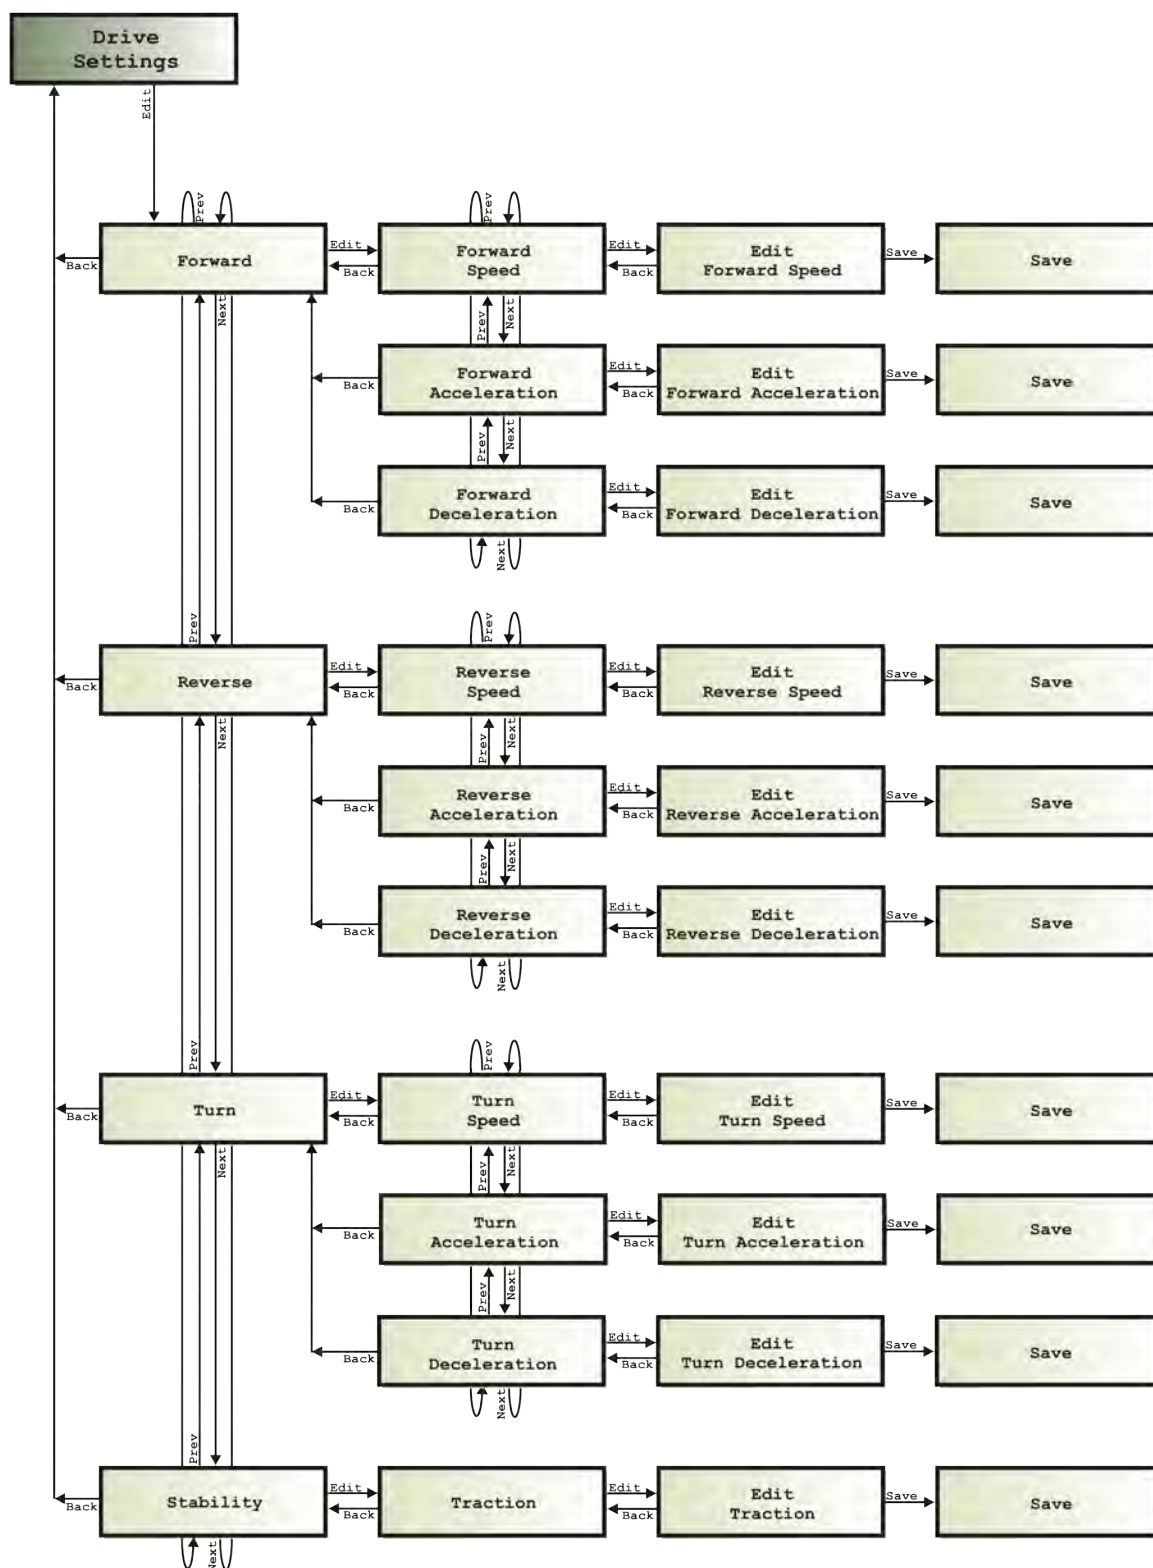 Drive
Settings
Edit
Prev
Prev
Forward
Edit
Back
Forward
Speed
Edit
Back
Edit
Forward Speed
Save
Save
Back
Next
Prev
Next
Forward
Acceleration
Back
Edit
Back
Edit
Forward Acceleration
Save
Save
Prev
Next
Forward
Deceleration
Back
Edit
Back
Edit
Forward Deceleration
Save
Save
Next
Prev
Prev
Reverse
Back
Edit
Back
Reverse
Speed
Edit
Back
Edit
Reverse Speed
Save
Save
Next
Prev
Next
Reverse
Acceleration
Back
Edit
Back
Edit
Reverse Acceleration
Save
Save
Prev
Next
Reverse
Deceleration
Back
Edit
Back
Edit
Reverse Deceleration
Save
Save
Next
Prev
Prev
Turn
Back
Edit
Back
Turn
Speed
Edit
Back
Edit
Turn Speed
Save
Save
Next
Prev
Next
Turn
Acceleration
Back
Edit
Back
Edit
Turn Acceleration
Save
Save
Prev
Next
Turn
Deceleration
Back
Edit
Back
Edit
Turn Deceleration
Save
Save
Next
Prev
Stability
Back
Edit
Back
Traction
Edit
Back
Edit
Traction
Save
Save
Next